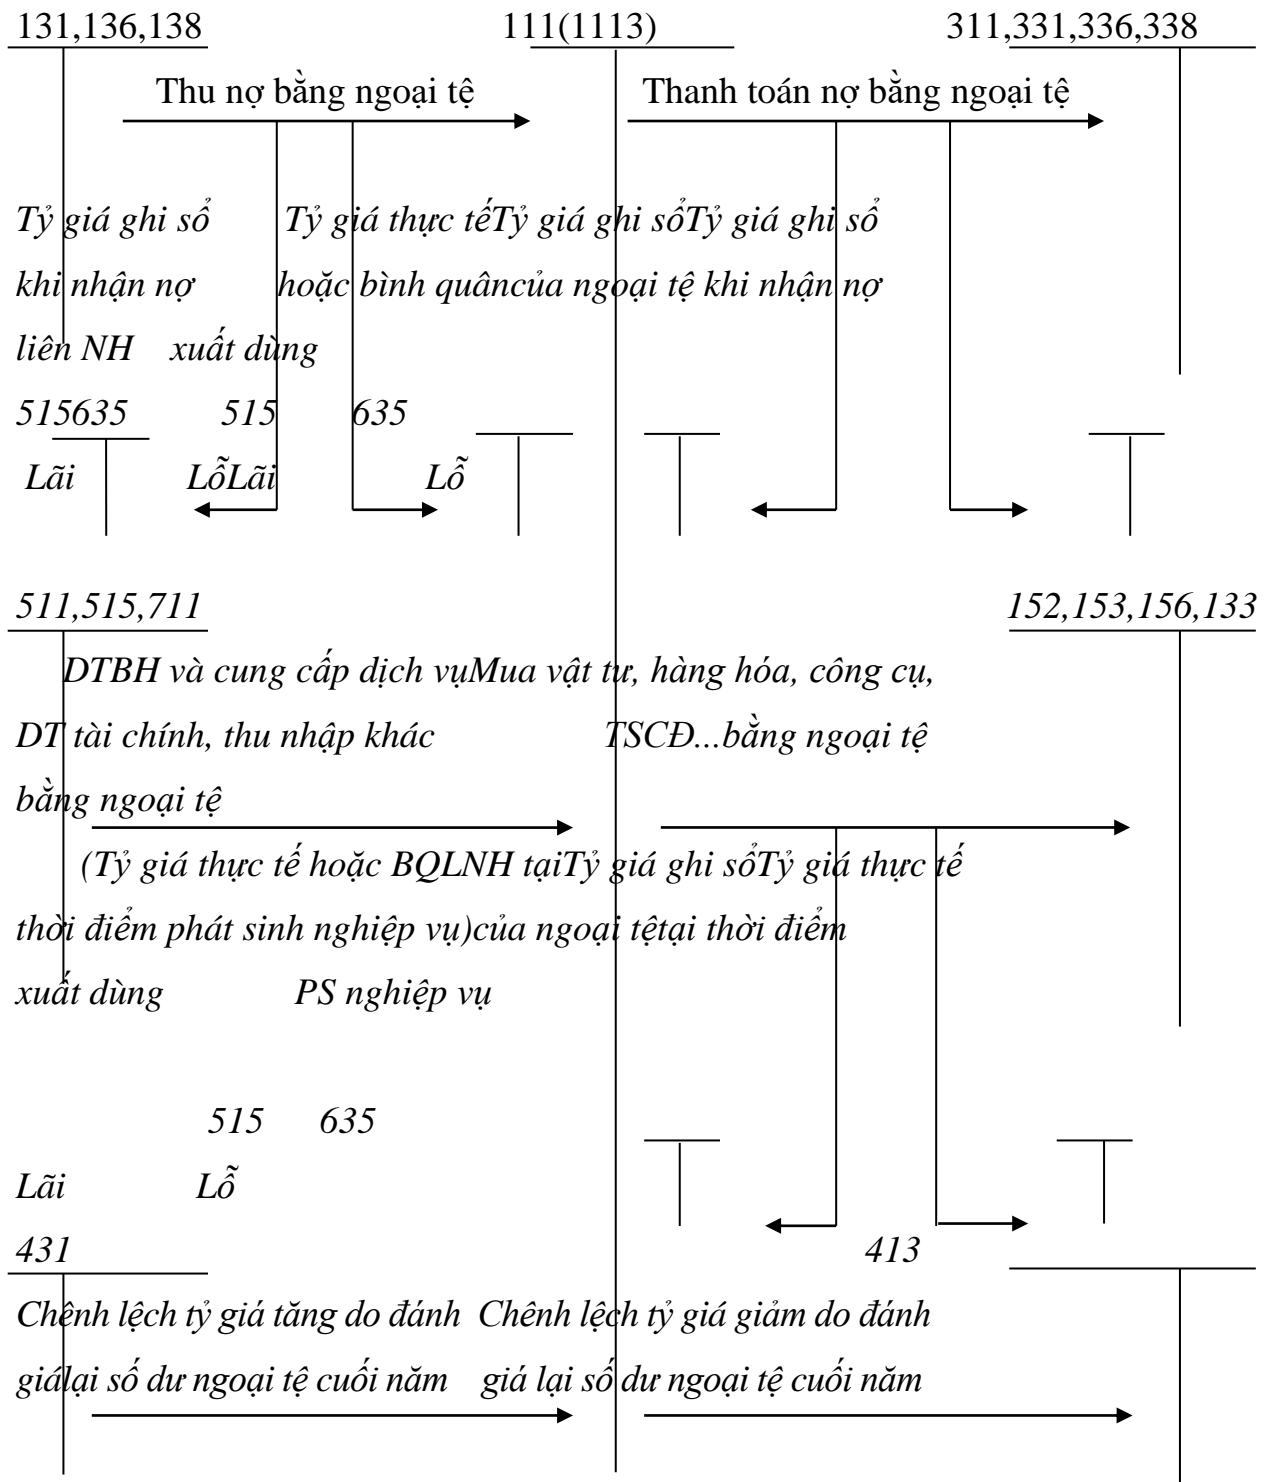 131,136,138 111(1113) 311,331,336,338
Thu nợ bằng ngoại tệ Thanh toán nợ bằng ngoại tệ
Tỷ giá ghi sổ Tỷ giá thực tếTỷ giá ghi sổTỷ giá ghi sổ
khi nhận nợ hoặc bình quâncủa ngoại tệ khi nhận nợ
liên NH xuất dùng
515635 515 635
Lãi LỗLãi Lỗ
511,515,711 152,153,156,133
DTBH và cung cấp dịch vụMua vật tư, hàng hóa, công cụ,
DT tài chính, thu nhập khác TSCĐ...bằng ngoại tệ
bằng ngoại tệ
(Tỷ giá thực tế hoặc BQLNH tạiTỷ giá ghi sổTỷ giá thực tế
thời điểm phát sinh nghiệp vụ)của ngoại tệtại thời điểm
xuất dùng PS nghiệp vụ
515 635
Lãi Lỗ
431 413
Chênh lệch tỷ giá tăng do đánh Chênh lệch tỷ giá giảm do đánh
giálại số dư ngoại tệ cuối năm giá lại số dư ngoại tệ cuối năm